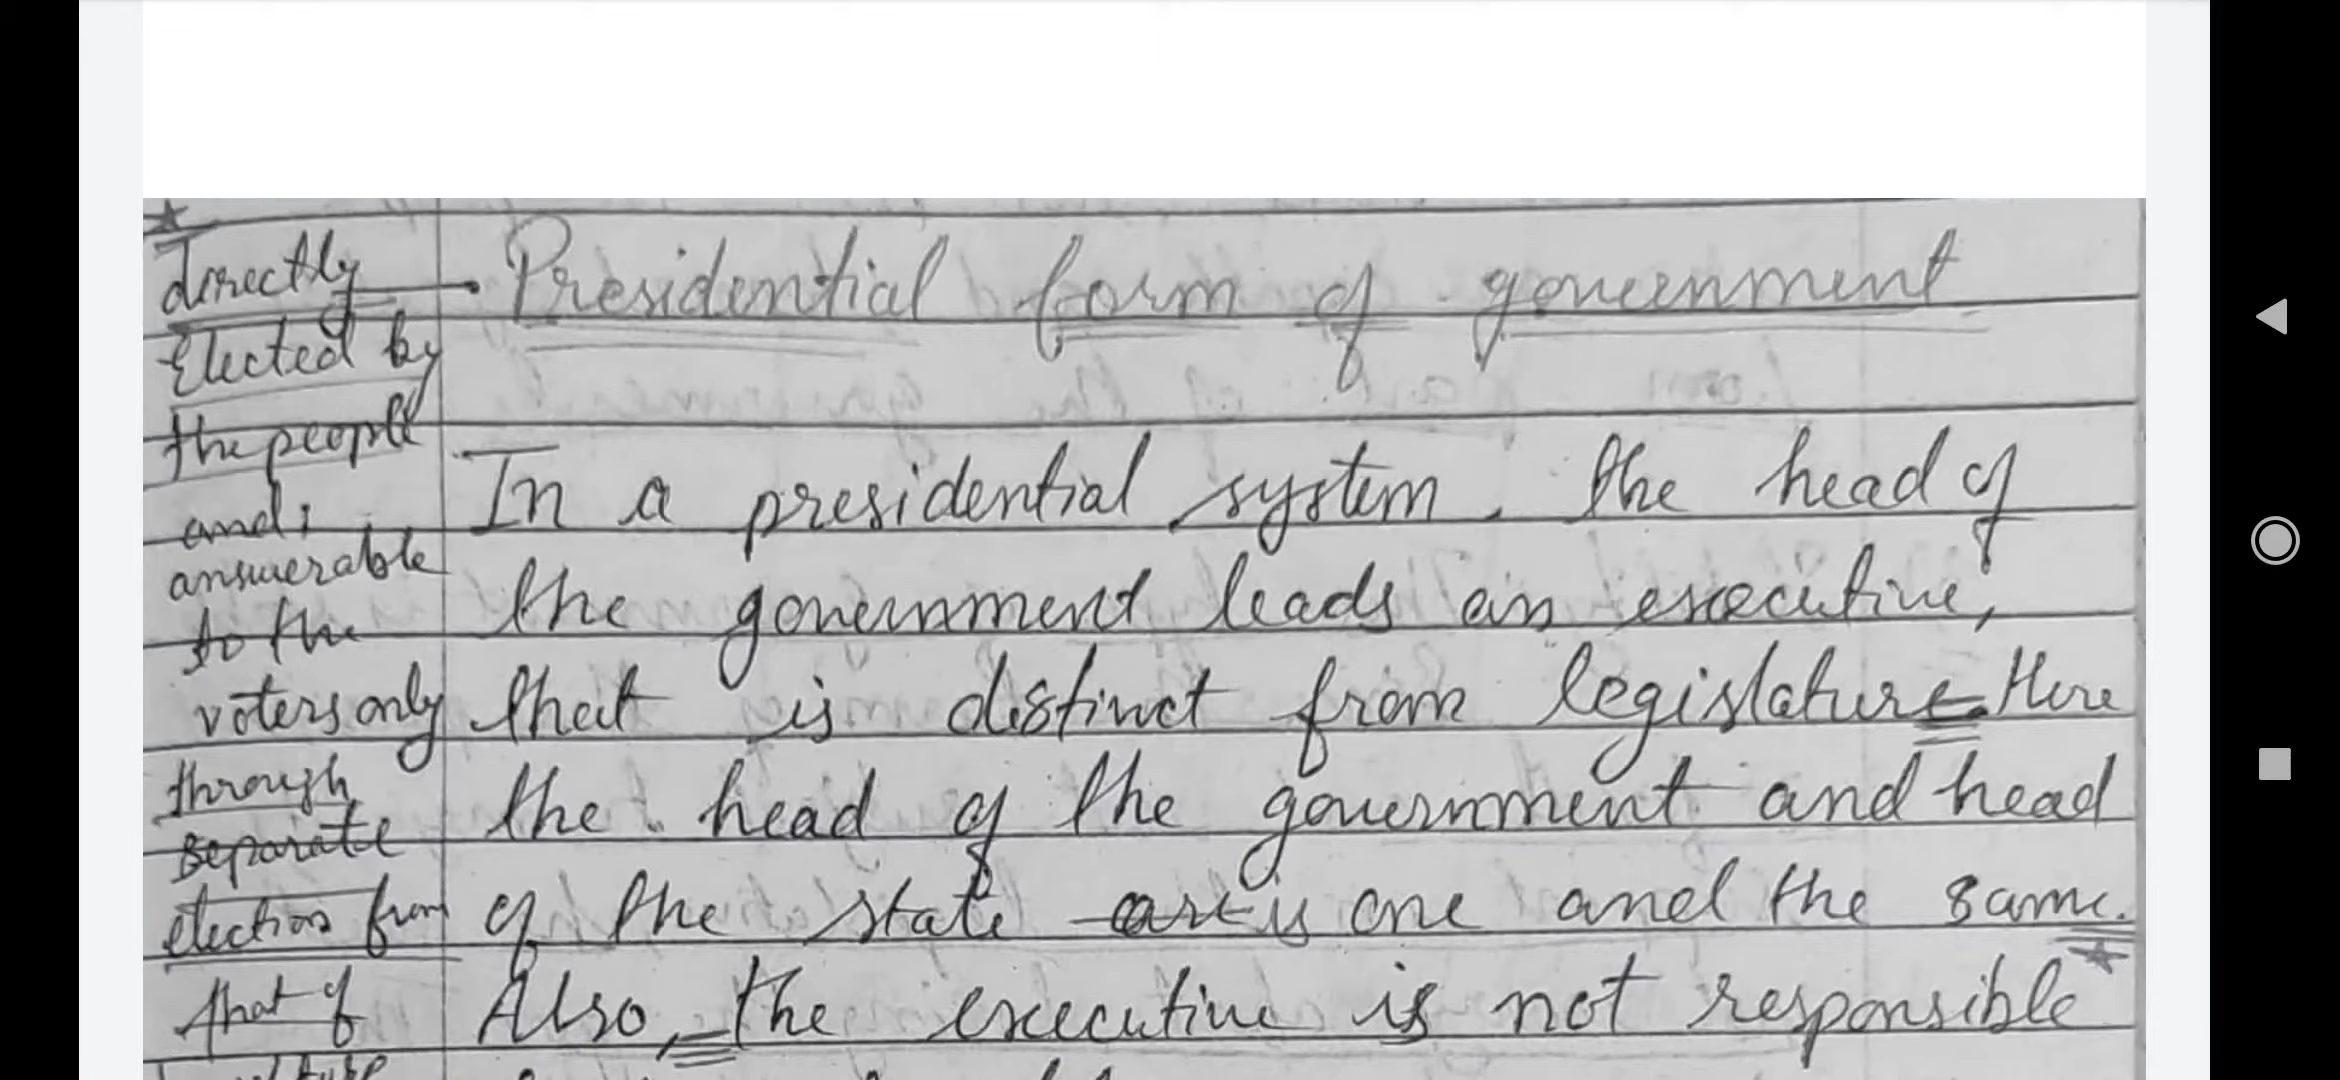 directly
Elected by
the people
and
answerable
to the
voters only
through
separate
election from
that of
Presidential form of government
In a presidential system, the head of
the government leads an executive,
that is distinct from legislature. Here
the head of the government and head
of the state are is one and the same.
Also, the executive is not responsible